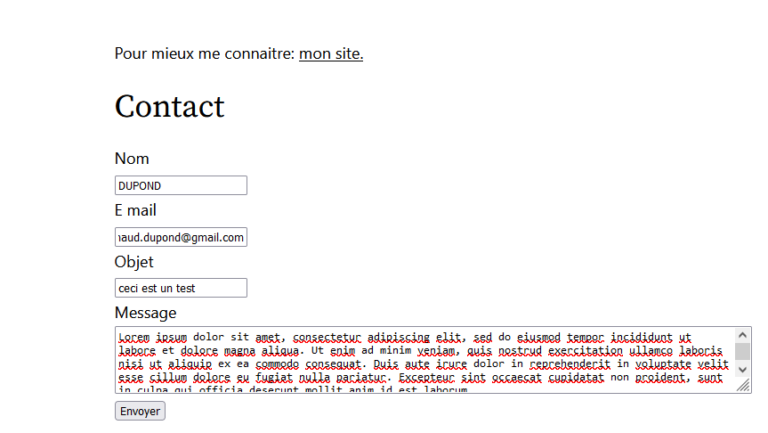 Pour mieux me connaitre: mon site.
Contact
Nom
DUPOND
E mail
naud.dupond@gmail.com
Objet
ceci est un test
Message
Lorem ipsum dolor sit amet, consectetur adipiscing elit, sed do eiusmod tempor incididunt ut
labore et dolore magna aliqua. Ut enim ad minim veniam, quis nostrud exercitation ullamco laboris
nisi ut aliquip ex ea commodo consequat. Duis aute irure dolor in reprehenderit in voluptate velit
esse cillum dolore eu fugiat nulla pariatur. Excepteur sint occaecat cupidatat non proident, sunt
in culpa qui officia deserunt mollit anim id est laborum
Envoyer